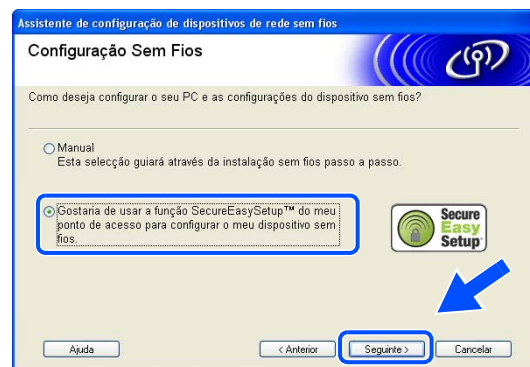 Assistente de configuração de dispositivos de rede sem fios
Configuração Sem Fios
Como deseja configurar o seu PC e as configurações do dispositivo sem fios?
Manual
Esta selecção guiará através da instalação sem fios passo a passo.
Gostaria de usar a função SecureEasySetup™ do meu
ponto de acesso para configurar o meu dispositivo sem
fios.
Secure
Easy
Setup
Ajuda
< Anterior
Seguinte >
Cancelar